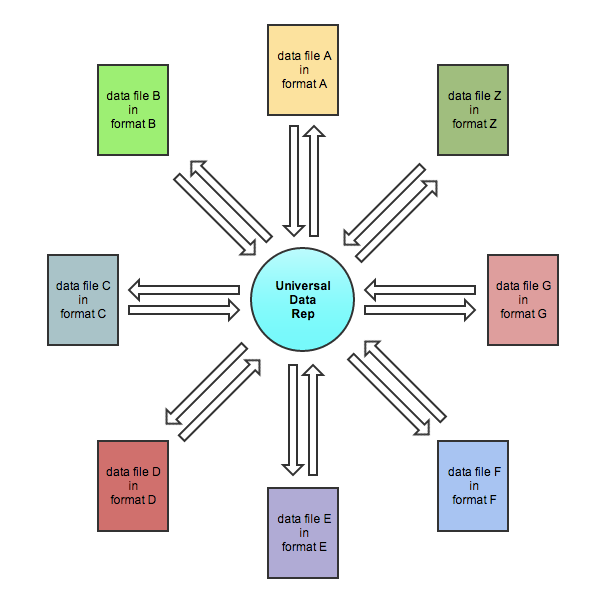 data file A
in
format A
data file B
in
format B
data file Z
in
format Z
data file C
in
format C
Universal
Data
Rep
data file G
in
format G
data file D
in
format D
data file F
in
format F
data file E
in
format E